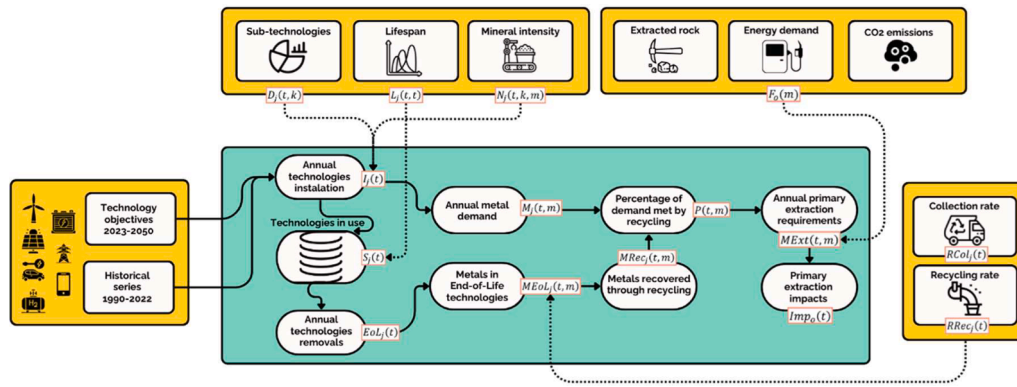 Sub-technologies
Lifespan
Mineral intensity
Extracted rock
Energy demand
CO2 emissions
D_j(t,k)
L_j(t,t)
N_j(t,k,m)
F_o(m)
Annual
technologies
instalation
I_j(t)
Technologies in use
S_j(t)
Annual
technologies
removals
EoL_j(t)
Annual metal
demand
M_j(t,m)
Metals in
End-of-Life
technologies
MEoL_j(t,m)
Percentage of
demand met by
recycling
P(t,m)
MRec_j(t,m)
Metals recovered
through recycling
Annual primary
extraction
requirements
MExt(t,m)
Primary
extraction
impacts
Imp_o(t)
Technology
objectives
2023-2050
Historical
series
1990-2022
H2
Collection rate
RCol_j(t)
Recycling rate
RRec_j(t)